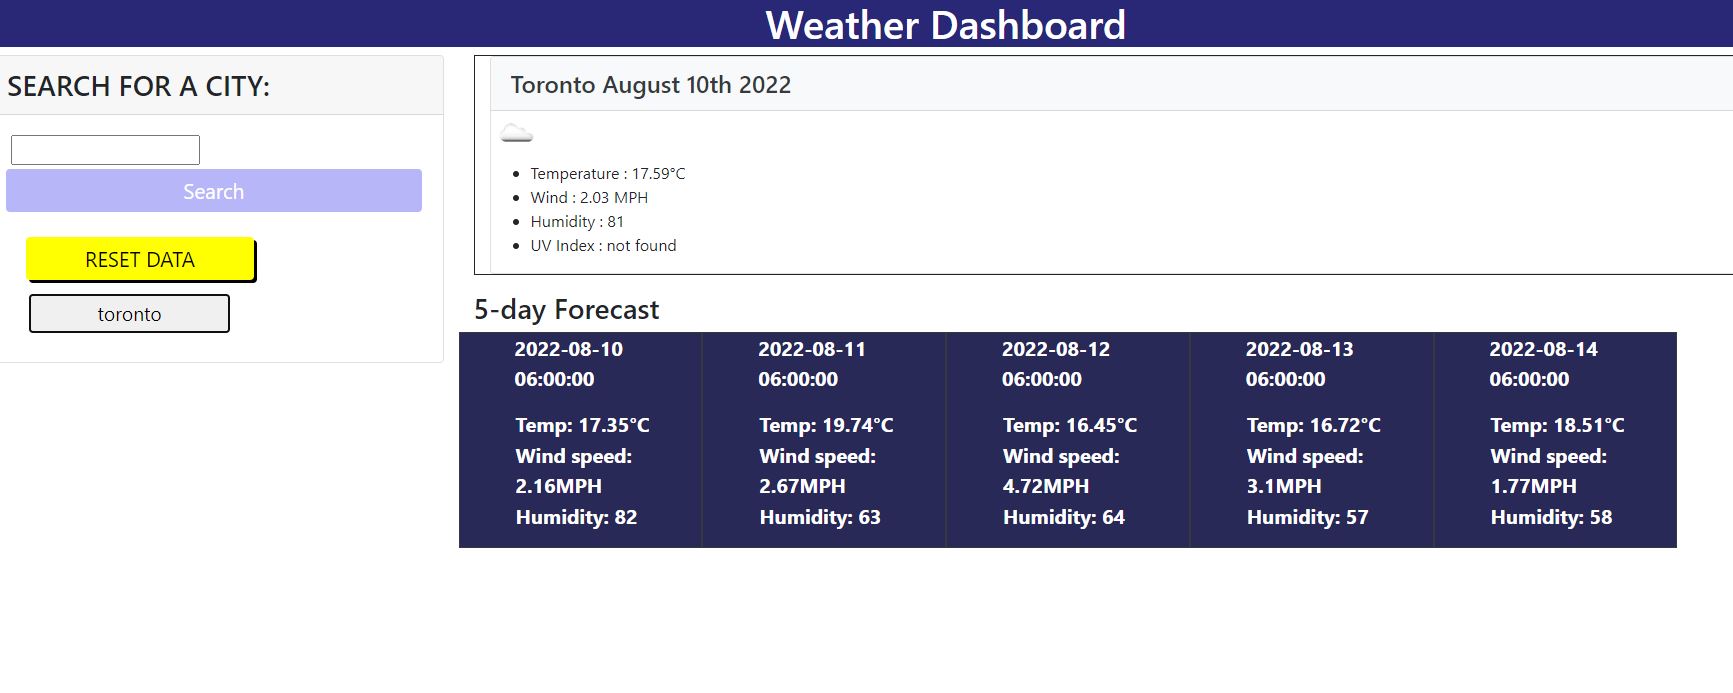 Weather Dashboard
SEARCH FOR A CITY:
Search
RESET DATA
toronto
Toronto August 10th 2022
Temperature : 17.59°C
Wind : 2.03 MPH
Humidity : 81
UV Index : not found
5-day Forecast
2022-08-10
06:00:00
Temp: 17.35°C
Wind speed:
2.16MPH
Humidity: 82
2022-08-11
06:00:00
Temp: 19.74°C
Wind speed:
2.67MPH
Humidity: 63
2022-08-12
06:00:00
Temp: 16.45°C
Wind speed:
4.72MPH
Humidity: 64
2022-08-13
06:00:00
Temp: 16.72°C
Wind speed:
3.1MPH
Humidity: 57
2022-08-14
06:00:00
Temp: 18.51°C
Wind speed:
1.77MPH
Humidity: 58